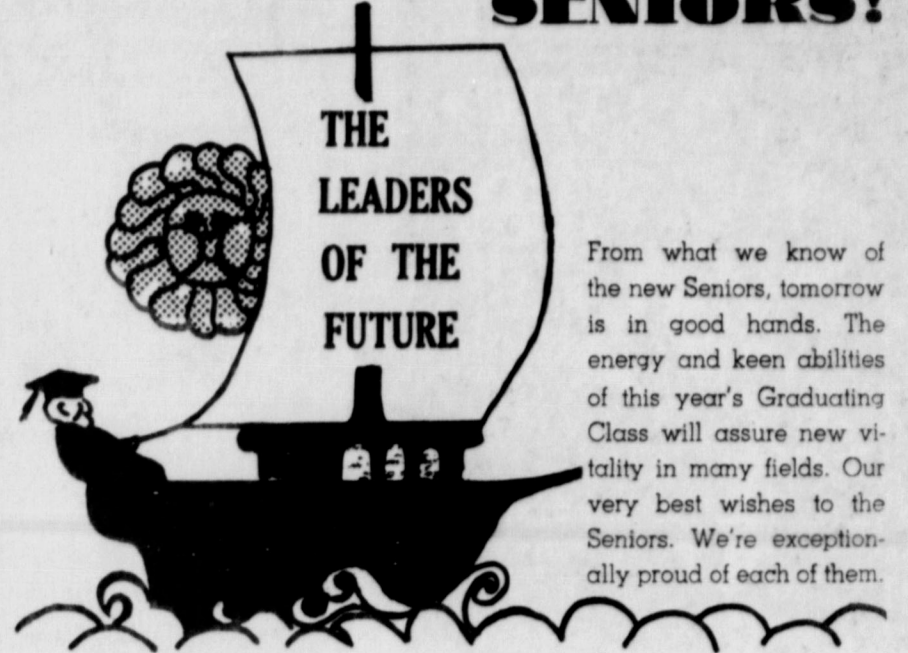 SENIORS!
THE
LEADERS
OF THE
FUTURE
From what we know of
the new Seniors, tomorrow
is in good hands. The
energy and keen abilities
of this year's Graduating
Class will assure new vi-
tality in many fields. Our
very best wishes to the
Seniors. We're exception-
ally proud of each of them.